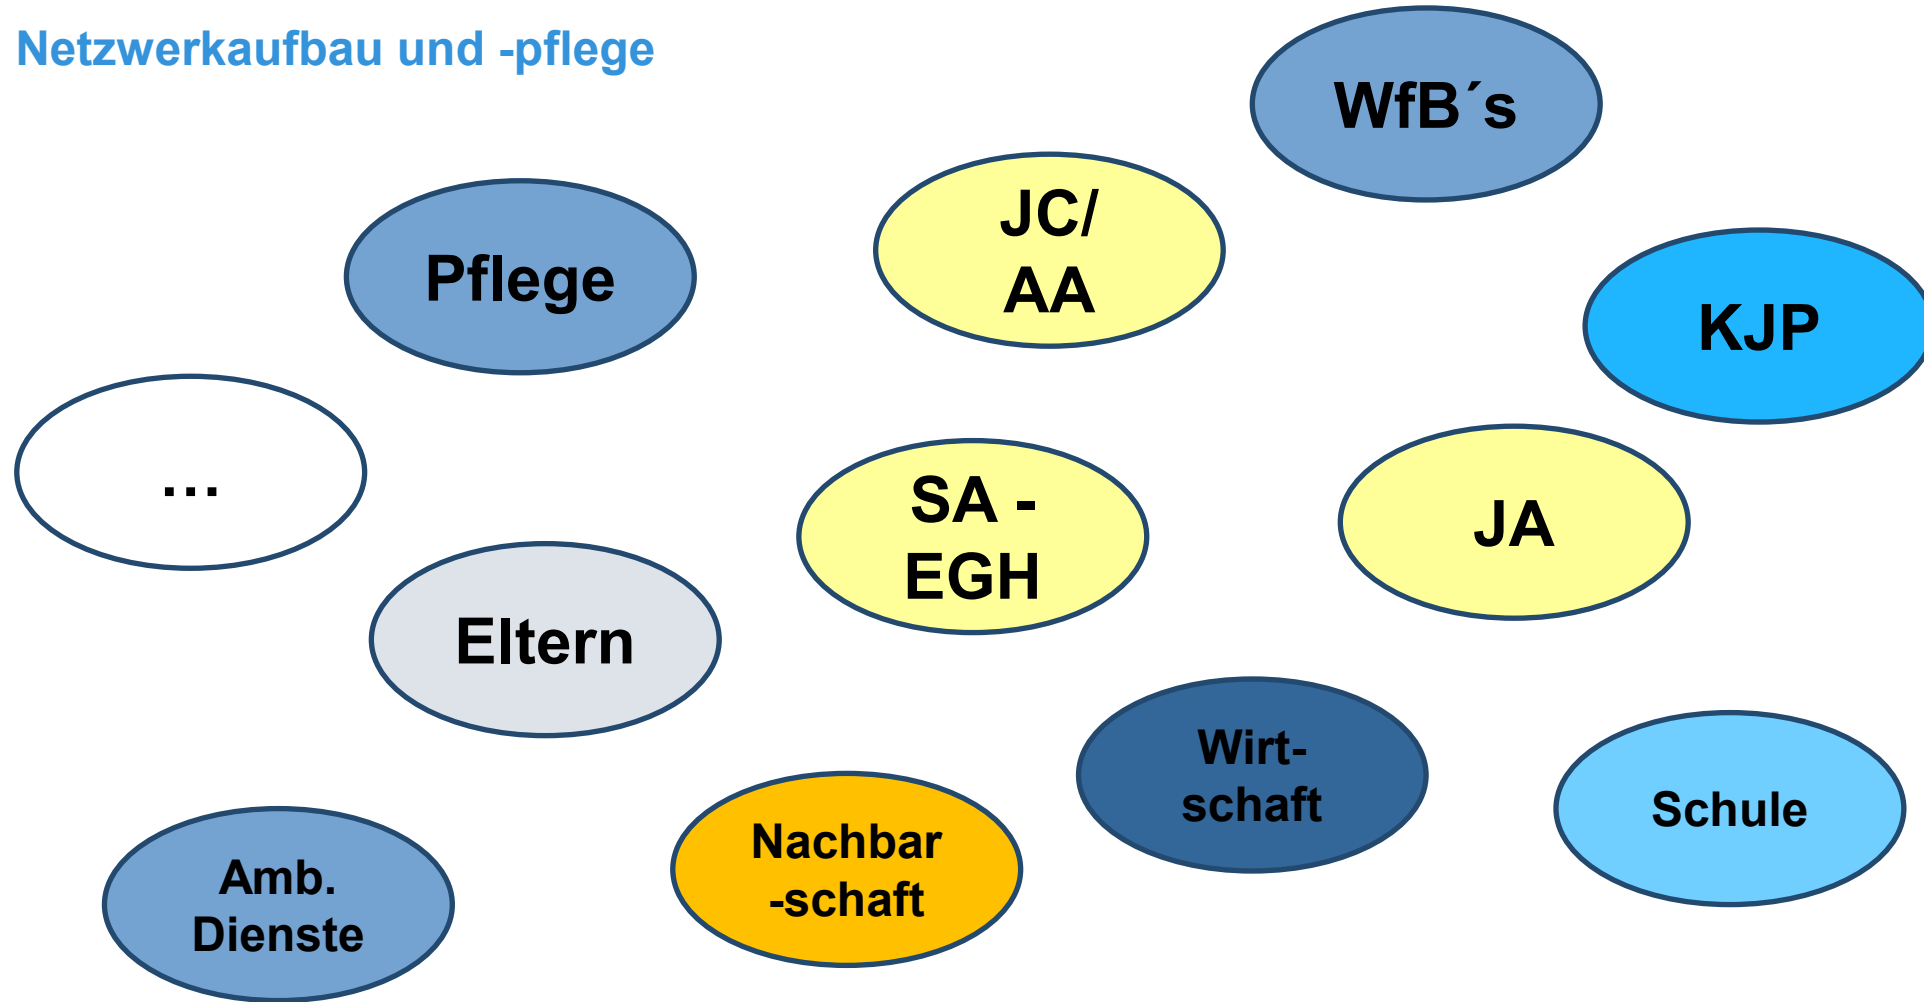 Netzwerkaufbau und -pflege
WfB´s
JC/
AA
Pflege
KJP
…
SA -
EGH
JA
Eltern
Wirt-
schaft
Schule
Nachbar
-schaft
Amb.
Dienste